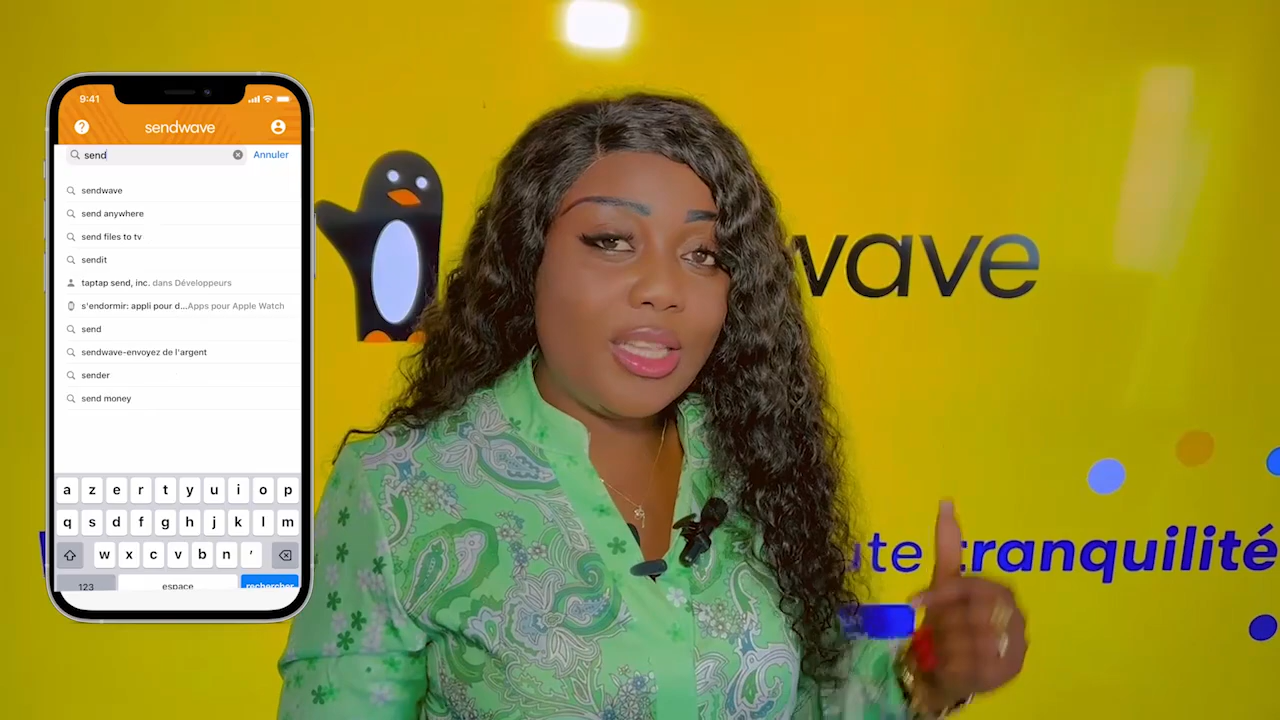 9:41
sendwave
send
Annuler
sendwave
send anywhere
send files to tv
sendit
taptap send, inc. dans Développeurs
s'endormir: appli pour d...Apps pour Apple Watch
send
sendwave-envoyez de l'argent
sender
send money
a z e r t y u i o p
q s d f g h j k l m
w x c v b n '
123 espace rechercher
wave
tranquilité